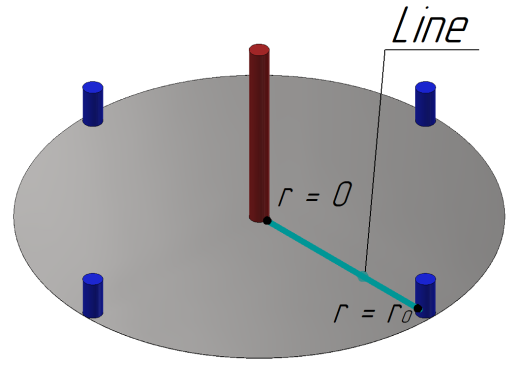 Line
r = 0
r = r₀